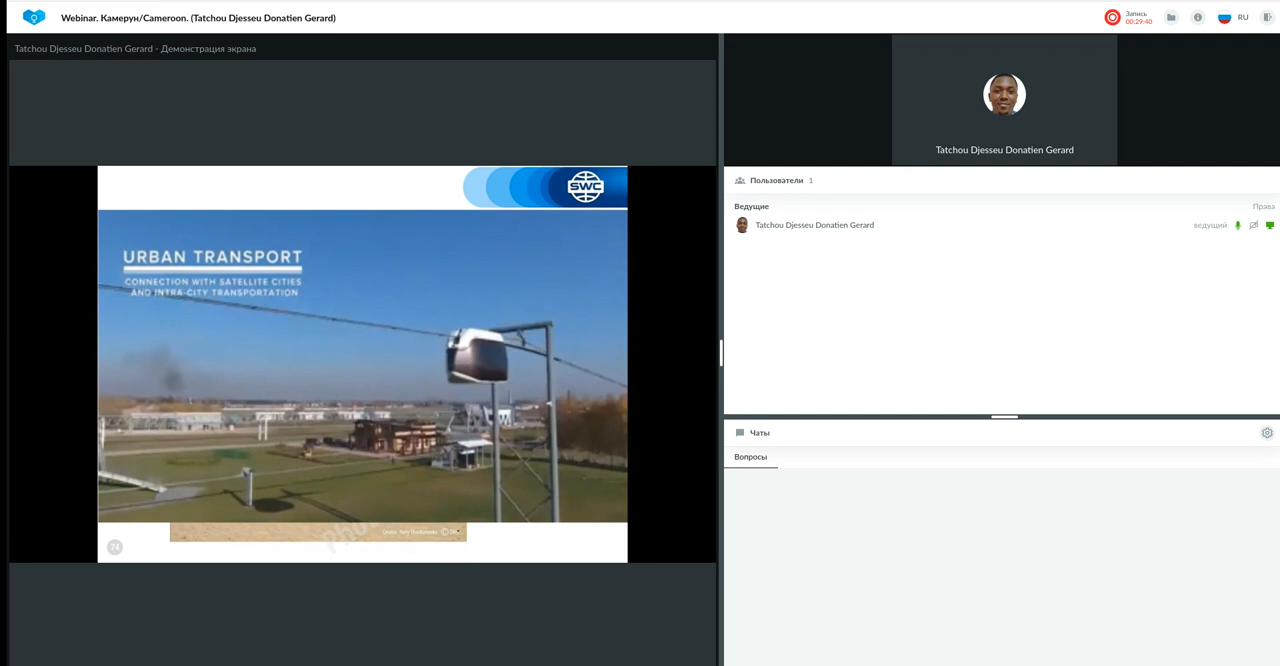 Webinar. Камерун/Cameroon. (Tatchou Djesseu Donatien Gerard)
Запись
00:29:40
RU
Tatchou Djesseu Donatien Gerard - Демонстрация экрана
SWC
URBAN TRANSPORT
CONNECTION WITH SATELLITE CITIES
AND INTRA-CITY TRANSPORTATION
74
Tatchou Djesseu Donatien Gerard
Пользователи 1
Ведущие Права
Tatchou Djesseu Donatien Gerard ведущий
Чаты
Вопросы